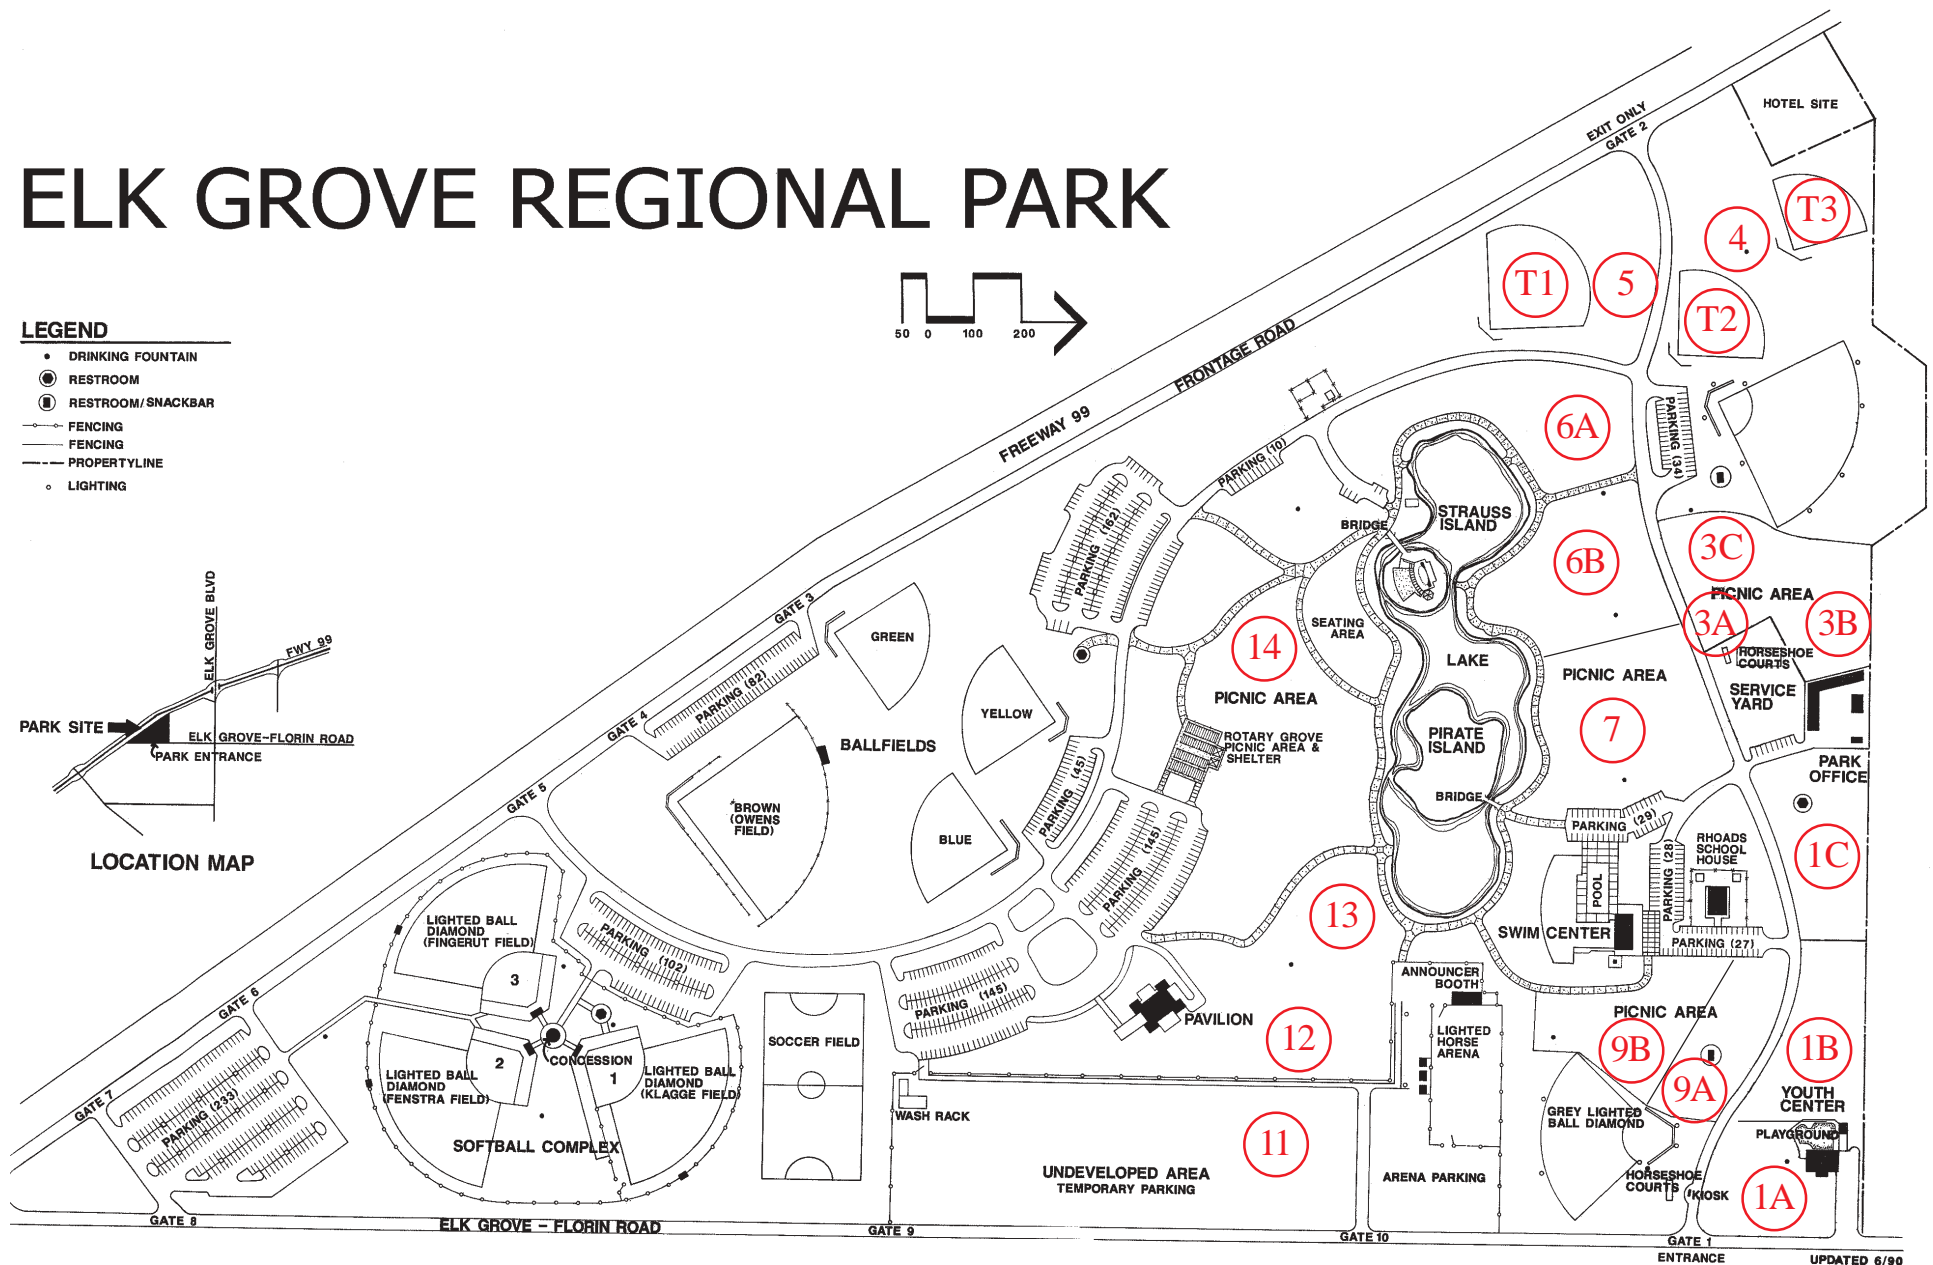 ELK GROVE REGIONAL PARK
50 0 100 200
LEGEND
DRINKING FOUNTAIN
RESTROOM
RESTROOM/SNACKBAR
FENCING
FENCING
PROPERTYLINE
LIGHTING
ELK GROVE BLVD
FWY 99
PARK SITE
ELK GROVE-FLORIN ROAD
PARK ENTRANCE
LOCATION MAP
FREEWAY 99
FRONTAGE ROAD
EXIT ONLY
GATE 2
HOTEL SITE
T3
4
T1
5
T2
6A
PARKING (34)
PARKING (10)
PARKING (162)
STRAUSS
ISLAND
BRIDGE
6B
3C
PICNIC AREA
3A
3B
HORSESHOE
COURTS
SERVICE
YARD
PARK
OFFICE
GATE 3
GREEN
PARKING (82)
GATE 4
YELLOW
BALLFIELDS
BROWN
(OWENS
FIELD)
BLUE
GATE 5
14
PICNIC AREA
SEATING
AREA
LAKE
PICNIC AREA
7
ROTARY GROVE
PICNIC AREA &
SHELTER
PIRATE
ISLAND
BRIDGE
PARKING (45)
PARKING (145)
PARKING (29)
PARKING (28)
RHOADS
SCHOOL
HOUSE
POOL
1C
SWIM CENTER
PARKING (27)
13
LIGHTED BALL
DIAMOND
(FINGERUT FIELD)
3
PARKING (102)
GATE 6
PARKING (145)
ANNOUNCER
BOOTH
PAVILION
12
LIGHTED
HORSE
ARENA
PICNIC AREA
9B
9A
1B
YOUTH
CENTER
SOCCER FIELD
CONCESSION
2
1
LIGHTED BALL
DIAMOND
(FENSTRA FIELD)
LIGHTED BALL
DIAMOND
(KLAGGE FIELD)
GATE 7
PARKING (233)
WASH RACK
GREY LIGHTED
BALL DIAMOND
PLAYGROUND
SOFTBALL COMPLEX
11
UNDEVELOPED AREA
TEMPORARY PARKING
ARENA PARKING
HORSESHOE
COURTS
KIOSK
1A
GATE 8
ELK GROVE - FLORIN ROAD
GATE 9
GATE 10
GATE 1
ENTRANCE
UPDATED 6/90